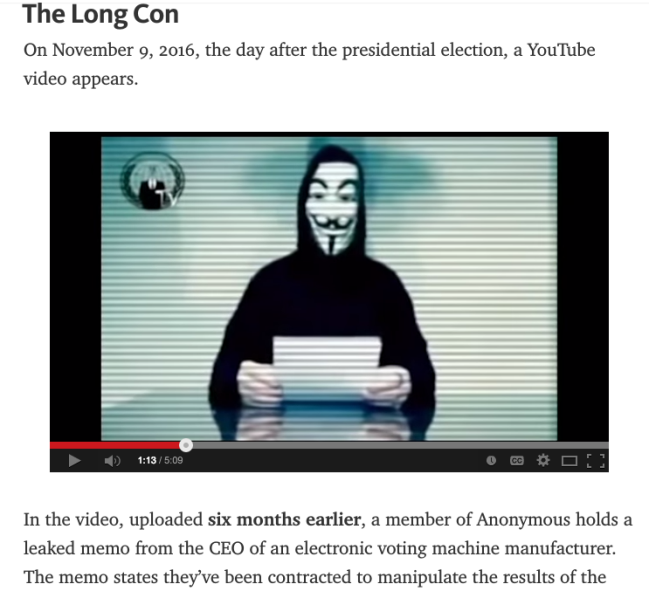 The Long Con
On November 9, 2016, the day after the presidential election, a YouTube
video appears.
TV
1:13 / 5:09
CC
In the video, uploaded six months earlier, a member of Anonymous holds a
leaked memo from the CEO of an electronic voting machine manufacturer.
The memo states they’ve been contracted to manipulate the results of the